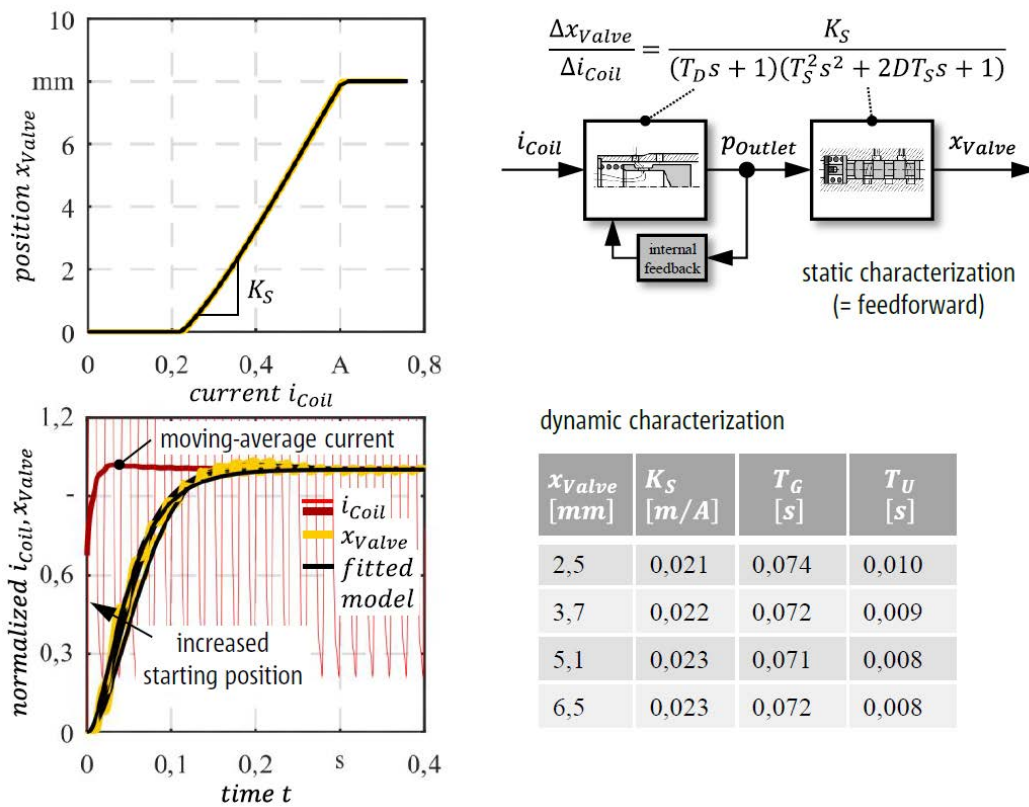 10
mm
6
4
2
0
position x_Valve
K_S
0 0,2 0,4 A 0,8
current i_Coil
Δx_Valve / Δi_Coil = K_S / (T_D s + 1)(T_S² s² + 2DT_S s + 1)
i_Coil
p_Outlet
x_Valve
internal
feedback
static characterization
(= feedforward)
1,2
-
0,6
0,3
0
normalized i_Coil, x_Valve
moving-average current
i_Coil
x_Valve
fitted
model
increased
starting position
0 0,1 0,2 s 0,4
time t
dynamic characterization
x_Valve [mm] K_S [m/A] T_G [s] T_U [s]
2,5 0,021 0,074 0,010
3,7 0,022 0,072 0,009
5,1 0,023 0,071 0,008
6,5 0,023 0,072 0,008